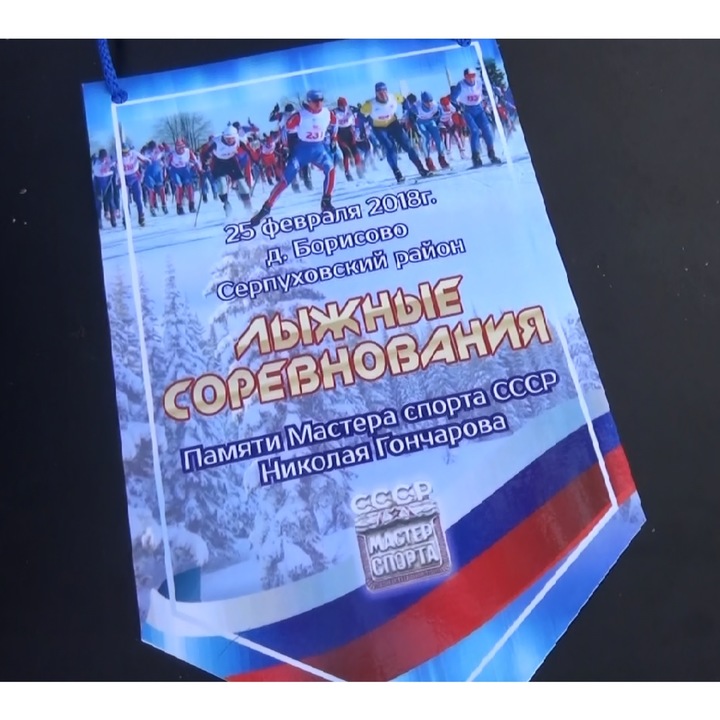 25 февраля 2018г.
д. Борисово
Серпуховский район
ЛЫЖНЫЕ
СОРЕВНОВАНИЯ
Памяти Мастера спорта СССР
Николая Гончарова
СССР
МАСТЕР
СПОРТА